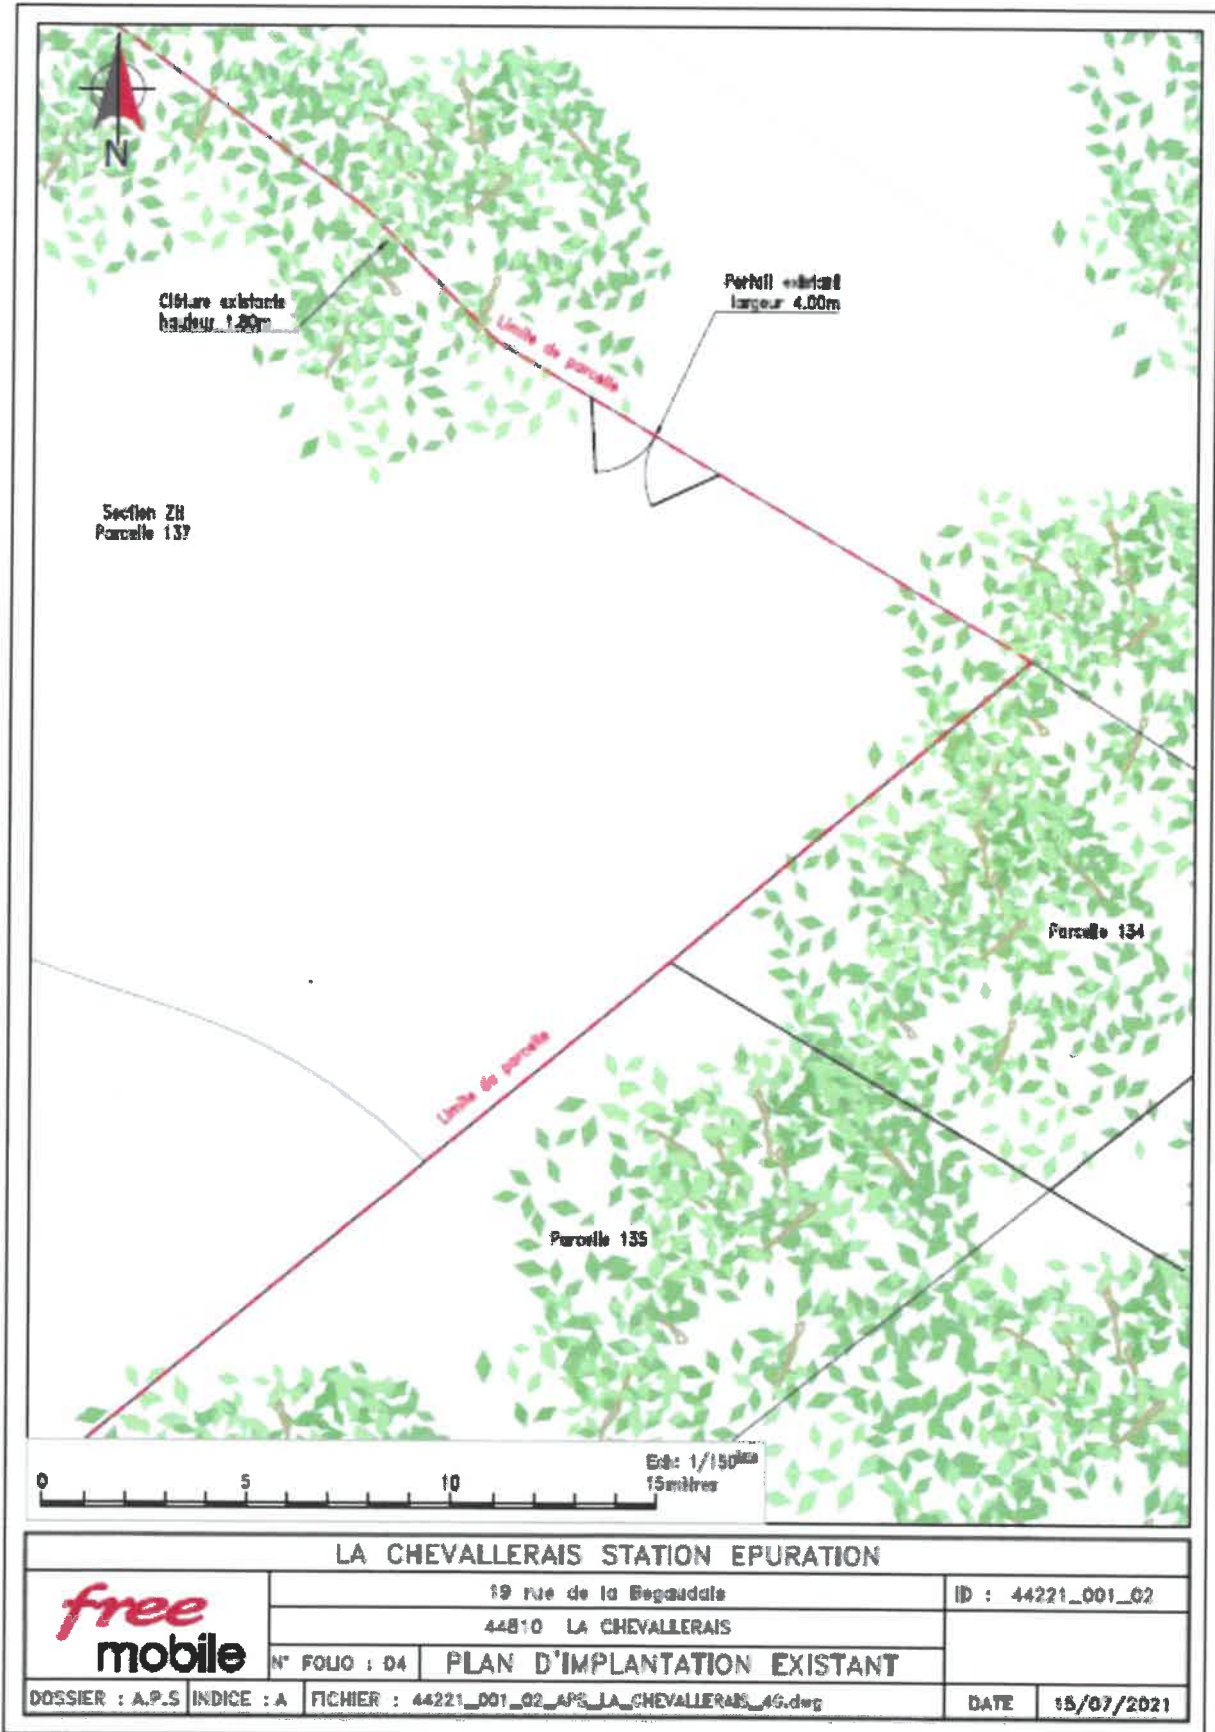 N
Clôture existante
hauteur 1.80m
Portail existant
largeur 4.00m
Limite de parcelle
Section ZH
Parcelle 137
Parcelle 134
Limite de parcelle
Parcelle 135
0 5 10
Ech: 1/150ème
15mètres
LA CHEVALLERAIS STATION EPURATION
free
mobile
19 rue de la Begaudais
ID : 44221_001_02
44810 LA CHEVALLERAIS
N° FOLIO : 04
PLAN D'IMPLANTATION EXISTANT
DOSSIER : A.P.S
INDICE : A
FICHIER : 44221_001_02_APS_LA_CHEVALLERAIS_4G.dwg
DATE
15/07/2021